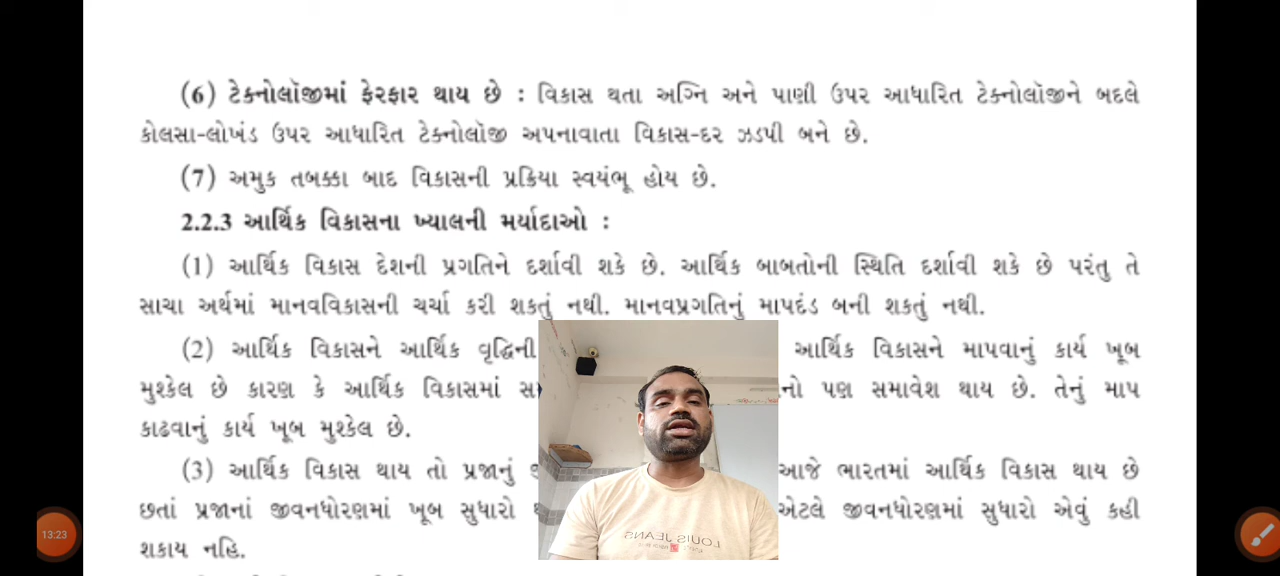 (6) ટેક્નોલૉજીમાં ફેરફાર થાય છે : વિકાસ થતા અગ્નિ અને પાણી ઉપર આધારિત ટેક્નોલૉજીને બદલે
કોલસા-લોખંડ ઉપર આધારિત ટેક્નોલૉજી અપનાવાતા વિકાસ-દર ઝડપી બને છે.
(7) અમુક તબક્કા બાદ વિકાસની પ્રક્રિયા સ્વયંભૂ હોય છે.
2.2.3 આર્થિક વિકાસના ખ્યાલની મર્યાદાઓ :
(1) આર્થિક વિકાસ દેશની પ્રગતિને દર્શાવી શકે છે. આર્થિક બાબતોની સ્થિતિ દર્શાવી શકે છે પરંતુ તે
સાચા અર્થમાં માનવવિકાસની ચર્ચા કરી શકતું નથી. માનવપ્રગતિનું માપદંડ બની શકતું નથી.
(2) આર્થિક વિકાસને આર્થિક વૃદ્ધિની આર્થિક વિકાસને માપવાનું કાર્ય ખૂબ
મુશ્કેલ છે કારણ કે આર્થિક વિકાસમાં નો પણ સમાવેશ થાય છે. તેનું માપ
કાઢવાનું કાર્ય ખૂબ મુશ્કેલ છે.
(3) આર્થિક વિકાસ થાય તો પ્રજાનું આજે ભારતમાં આર્થિક વિકાસ થાય છે
છતાં પ્રજાનાં જીવનધોરણમાં ખૂબ સુધારો એટલે જીવનધોરણમાં સુધારો એવું કહી
શકાય નહિ.
LOUIS JEANS
13:23